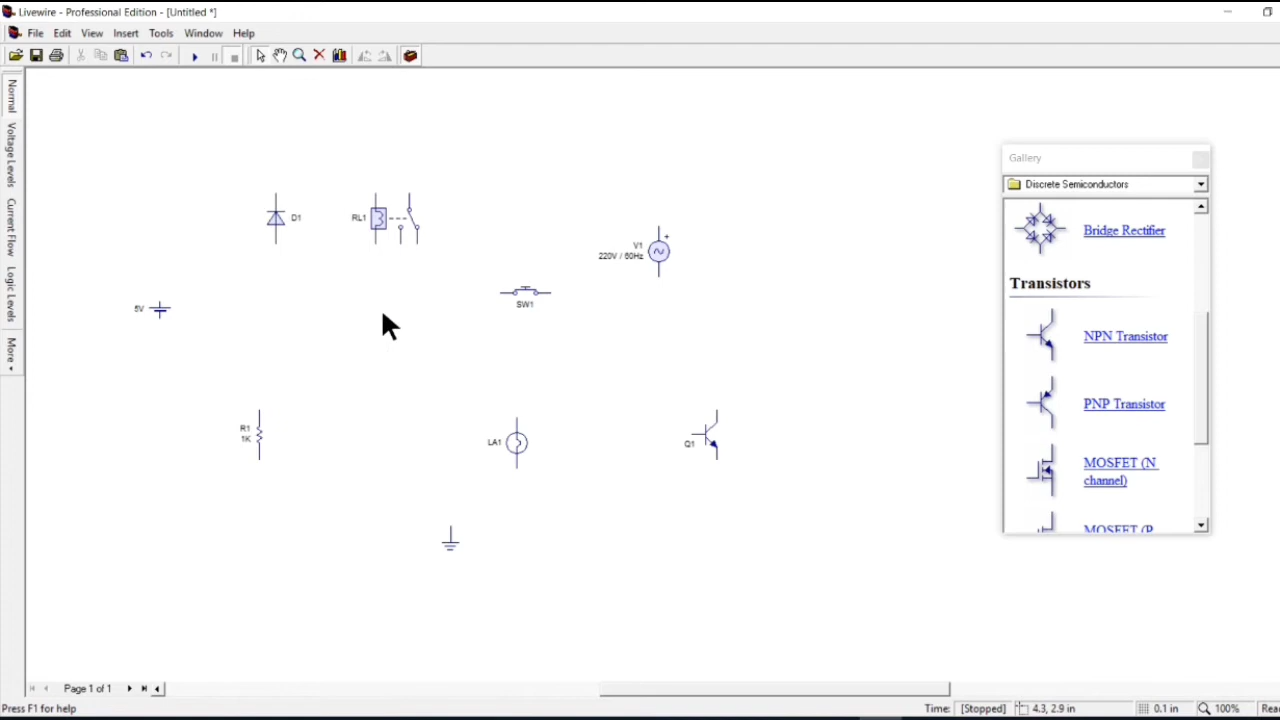 Livewire - Professional Edition - [Untitled *]
File Edit View Insert Tools Window Help
Normal
Voltage Levels
Current Flow
Logic Levels
More
D1
RL1
V1
220V / 60Hz
SW1
5V
R1
1K
LA1
Q1
Gallery
Discrete Semiconductors
Bridge Rectifier
Transistors
NPN Transistor
PNP Transistor
MOSFET (N
channel)
MOSFET (P
Page 1 of 1
Press F1 for help
Time: [Stopped] 4.3, 2.9 in 0.1 in 100% Rea